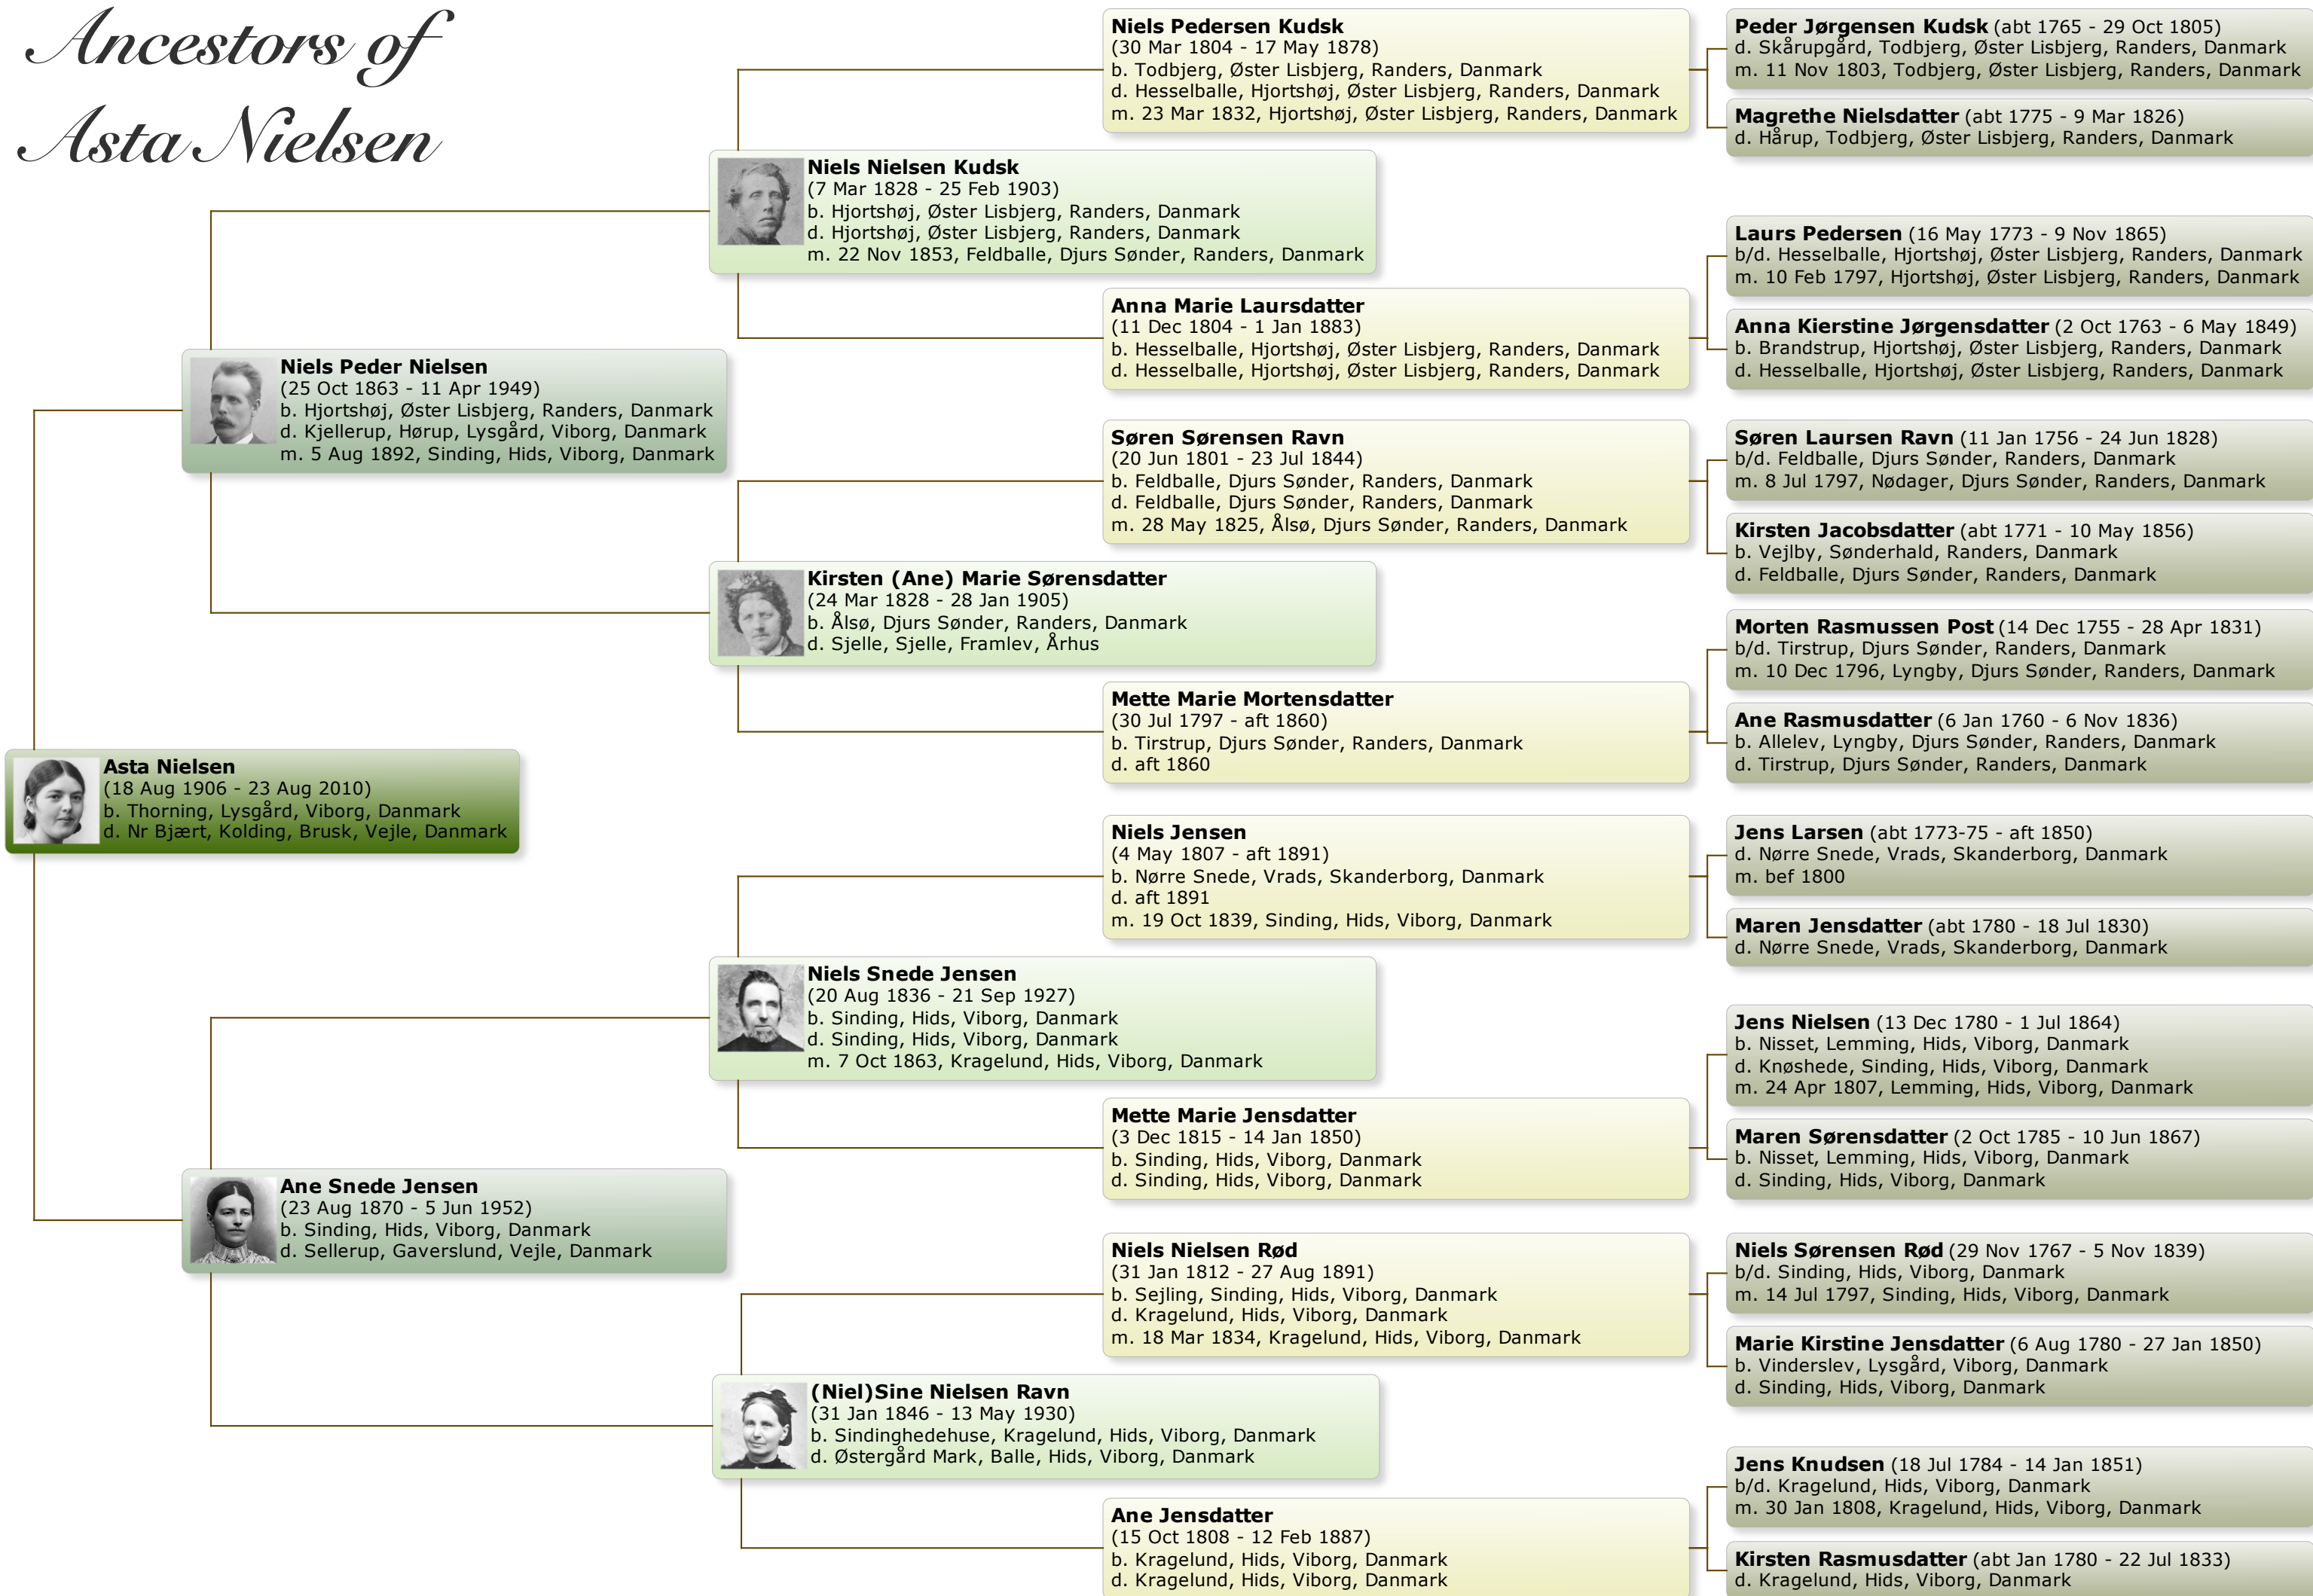 Ancestors of
Asta Nielsen
Asta Nielsen
(18 Aug 1906 - 23 Aug 2010)
b. Thorning, Lysgård, Viborg, Danmark
d. Nr Bjært, Kolding, Brusk, Vejle, Danmark
Niels Peder Nielsen
(25 Oct 1863 - 11 Apr 1949)
b. Hjortshøj, Øster Lisbjerg, Randers, Danmark
d. Kjellerup, Hørup, Lysgård, Viborg, Danmark
m. 5 Aug 1892, Sinding, Hids, Viborg, Danmark
Ane Snede Jensen
(23 Aug 1870 - 5 Jun 1952)
b. Sinding, Hids, Viborg, Danmark
d. Sellerup, Gaverslund, Vejle, Danmark
Niels Nielsen Kudsk
(7 Mar 1828 - 25 Feb 1903)
b. Hjortshøj, Øster Lisbjerg, Randers, Danmark
d. Hjortshøj, Øster Lisbjerg, Randers, Danmark
m. 22 Nov 1853, Feldballe, Djurs Sønder, Randers, Danmark
Kirsten (Ane) Marie Sørensdatter
(24 Mar 1828 - 28 Jan 1905)
b. Ålsø, Djurs Sønder, Randers, Danmark
d. Sjelle, Sjelle, Framlev, Århus
Niels Snede Jensen
(20 Aug 1836 - 21 Sep 1927)
b. Sinding, Hids, Viborg, Danmark
d. Sinding, Hids, Viborg, Danmark
m. 7 Oct 1863, Kragelund, Hids, Viborg, Danmark
(Niel)Sine Nielsen Ravn
(31 Jan 1846 - 13 May 1930)
b. Sindinghedehuse, Kragelund, Hids, Viborg, Danmark
d. Østergård Mark, Balle, Hids, Viborg, Danmark
Niels Pedersen Kudsk
(30 Mar 1804 - 17 May 1878)
b. Todbjerg, Øster Lisbjerg, Randers, Danmark
d. Hesselballe, Hjortshøj, Øster Lisbjerg, Randers, Danmark
m. 23 Mar 1832, Hjortshøj, Øster Lisbjerg, Randers, Danmark
Anna Marie Laursdatter
(11 Dec 1804 - 1 Jan 1883)
b. Hesselballe, Hjortshøj, Øster Lisbjerg, Randers, Danmark
d. Hesselballe, Hjortshøj, Øster Lisbjerg, Randers, Danmark
Søren Sørensen Ravn
(20 Jun 1801 - 23 Jul 1844)
b. Feldballe, Djurs Sønder, Randers, Danmark
d. Feldballe, Djurs Sønder, Randers, Danmark
m. 28 May 1825, Ålsø, Djurs Sønder, Randers, Danmark
Mette Marie Mortensdatter
(30 Jul 1797 - aft 1860)
b. Tirstrup, Djurs Sønder, Randers, Danmark
d. aft 1860
Niels Jensen
(4 May 1807 - aft 1891)
b. Nørre Snede, Vrads, Skanderborg, Danmark
d. aft 1891
m. 19 Oct 1839, Sinding, Hids, Viborg, Danmark
Mette Marie Jensdatter
(3 Dec 1815 - 14 Jan 1850)
b. Sinding, Hids, Viborg, Danmark
d. Sinding, Hids, Viborg, Danmark
Niels Nielsen Rød
(31 Jan 1812 - 27 Aug 1891)
b. Sejling, Sinding, Hids, Viborg, Danmark
d. Kragelund, Hids, Viborg, Danmark
m. 18 Mar 1834, Kragelund, Hids, Viborg, Danmark
Ane Jensdatter
(15 Oct 1808 - 12 Feb 1887)
b. Kragelund, Hids, Viborg, Danmark
d. Kragelund, Hids, Viborg, Danmark
Peder Jørgensen Kudsk (abt 1765 - 29 Oct 1805)
d. Skårupgård, Todbjerg, Øster Lisbjerg, Randers, Danmark
m. 11 Nov 1803, Todbjerg, Øster Lisbjerg, Randers, Danmark
Magrethe Nielsdatter (abt 1775 - 9 Mar 1826)
d. Hårup, Todbjerg, Øster Lisbjerg, Randers, Danmark
Laurs Pedersen (16 May 1773 - 9 Nov 1865)
b/d. Hesselballe, Hjortshøj, Øster Lisbjerg, Randers, Danmark
m. 10 Feb 1797, Hjortshøj, Øster Lisbjerg, Randers, Danmark
Anna Kierstine Jørgensdatter (2 Oct 1763 - 6 May 1849)
b. Brandstrup, Hjortshøj, Øster Lisbjerg, Randers, Danmark
d. Hesselballe, Hjortshøj, Øster Lisbjerg, Randers, Danmark
Søren Laursen Ravn (11 Jan 1756 - 24 Jun 1828)
b/d. Feldballe, Djurs Sønder, Randers, Danmark
m. 8 Jul 1797, Nødager, Djurs Sønder, Randers, Danmark
Kirsten Jacobsdatter (abt 1771 - 10 May 1856)
b. Vejlby, Sønderhald, Randers, Danmark
d. Feldballe, Djurs Sønder, Randers, Danmark
Morten Rasmussen Post (14 Dec 1755 - 28 Apr 1831)
b/d. Tirstrup, Djurs Sønder, Randers, Danmark
m. 10 Dec 1796, Lyngby, Djurs Sønder, Randers, Danmark
Ane Rasmusdatter (6 Jan 1760 - 6 Nov 1836)
b. Allelev, Lyngby, Djurs Sønder, Randers, Danmark
d. Tirstrup, Djurs Sønder, Randers, Danmark
Jens Larsen (abt 1773-75 - aft 1850)
d. Nørre Snede, Vrads, Skanderborg, Danmark
m. bef 1800
Maren Jensdatter (abt 1780 - 18 Jul 1830)
d. Nørre Snede, Vrads, Skanderborg, Danmark
Jens Nielsen (13 Dec 1780 - 1 Jul 1864)
b. Nisset, Lemming, Hids, Viborg, Danmark
d. Knøshede, Sinding, Hids, Viborg, Danmark
m. 24 Apr 1807, Lemming, Hids, Viborg, Danmark
Maren Sørensdatter (2 Oct 1785 - 10 Jun 1867)
b. Nisset, Lemming, Hids, Viborg, Danmark
d. Sinding, Hids, Viborg, Danmark
Niels Sørensen Rød (29 Nov 1767 - 5 Nov 1839)
b/d. Sinding, Hids, Viborg, Danmark
m. 14 Jul 1797, Sinding, Hids, Viborg, Danmark
Marie Kirstine Jensdatter (6 Aug 1780 - 27 Jan 1850)
b. Vinderslev, Lysgård, Viborg, Danmark
d. Sinding, Hids, Viborg, Danmark
Jens Knudsen (18 Jul 1784 - 14 Jan 1851)
b/d. Kragelund, Hids, Viborg, Danmark
m. 30 Jan 1808, Kragelund, Hids, Viborg, Danmark
Kirsten Rasmusdatter (abt Jan 1780 - 22 Jul 1833)
d. Kragelund, Hids, Viborg, Danmark